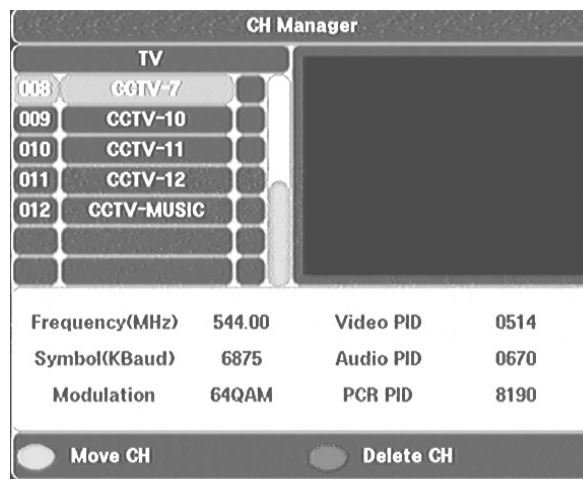 CH Manager
TV
008 CCTV-7
009 CCTV-10
010 CCTV-11
011 CCTV-12
012 CCTV-MUSIC
Frequency(MHz) 544.00 Video PID 0514
Symbol(KBaud) 6875 Audio PID 0670
Modulation 64QAM PCR PID 8190
Move CH Delete CH